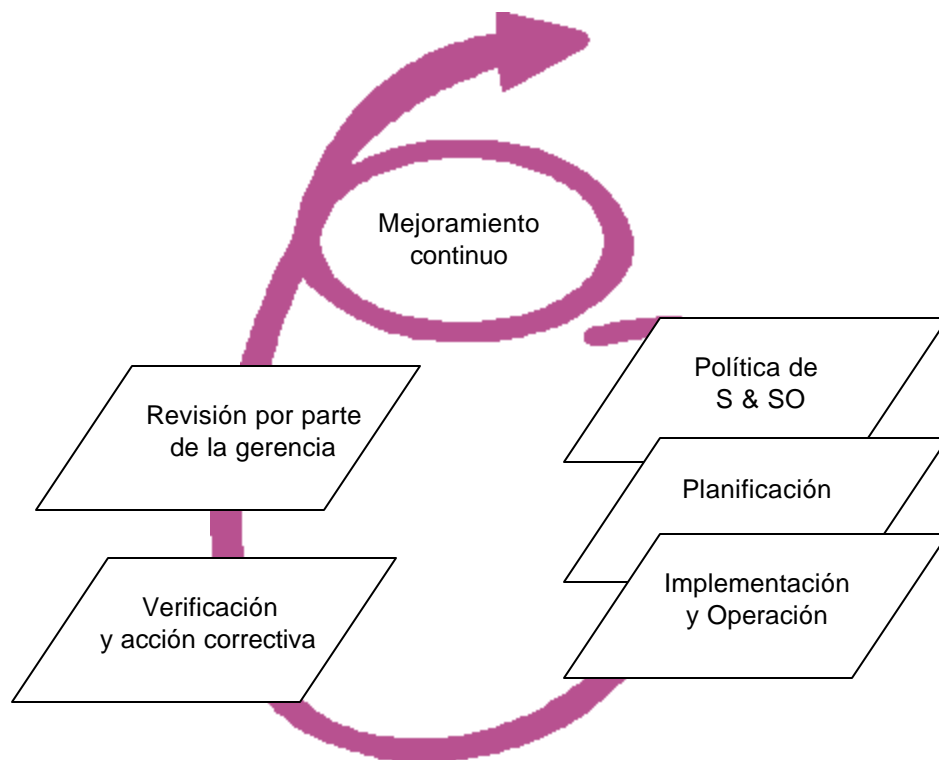 Mejoramiento
continuo
Política de
S & SO
Planificación
Implementación
y Operación
Verificación
y acción correctiva
Revisión por parte
de la gerencia